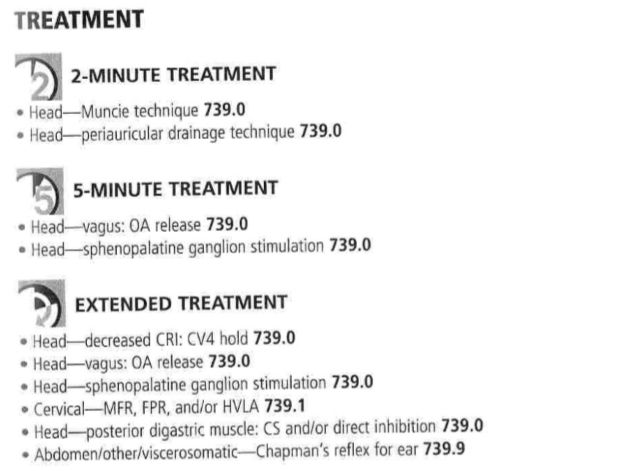 TREATMENT
2 2-MINUTE TREATMENT
• Head—Muncie technique 739.0
• Head—periauricular drainage technique 739.0
5 5-MINUTE TREATMENT
• Head—vagus: OA release 739.0
• Head—sphenopalatine ganglion stimulation 739.0
EXTENDED TREATMENT
• Head—decreased CRI: CV4 hold 739.0
• Head—vagus: OA release 739.0
• Head—sphenopalatine ganglion stimulation 739.0
• Cervical—MFR, FPR, and/or HVLA 739.1
• Head—posterior digastric muscle: CS and/or direct inhibition 739.0
• Abdomen/other/viscerosomatic—Chapman's reflex for ear 739.9